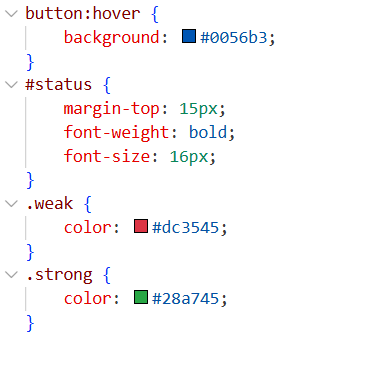 button:hover {
    background: #0056b3;
}
#status {
    margin-top: 15px;
    font-weight: bold;
    font-size: 16px;
}
.weak {
    color: #dc3545;
}
.strong {
    color: #28a745;
}